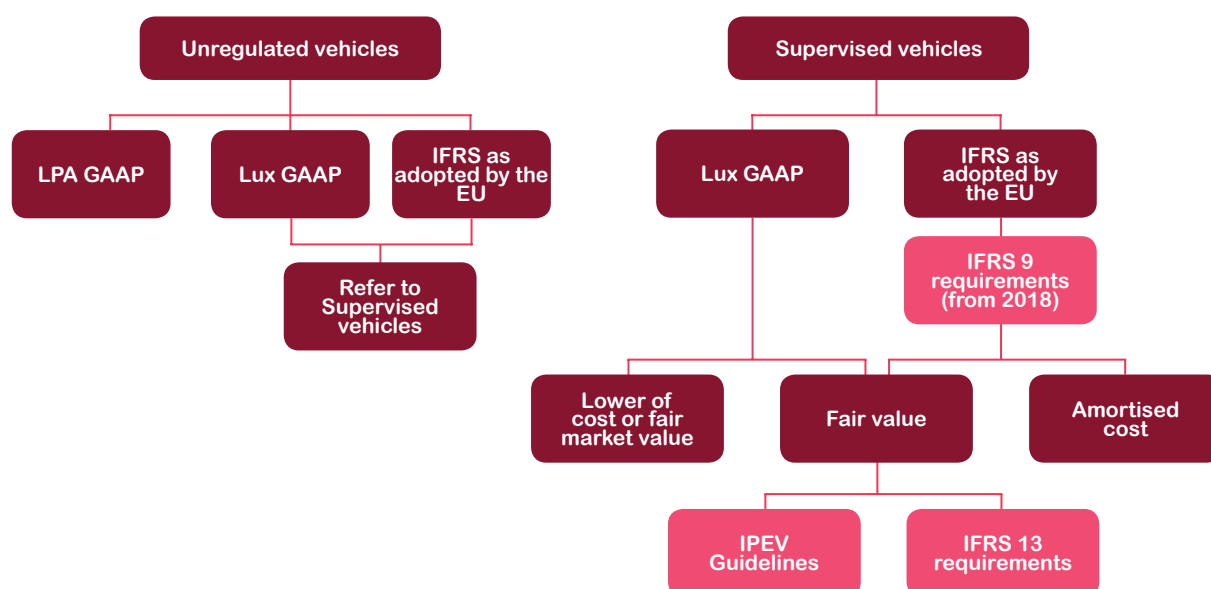 Unregulated vehicles
Supervised vehicles
LPA GAAP
Lux GAAP
IFRS as
adopted by the
EU
Lux GAAP
IFRS as
adopted by
the EU
Refer to
Supervised
vehicles
IFRS 9
requirements
(from 2018)
Lower of
cost or fair
market value
Fair value
Amortised
cost
IPEV
Guidelines
IFRS 13
requirements